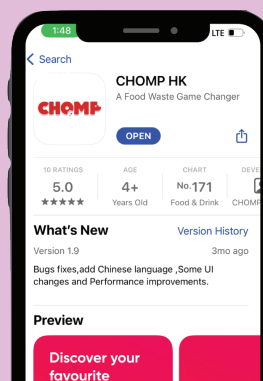 1:48
LTE
Search
CHOMP
CHOMP HK
A Food Waste Game Changer
OPEN
10 RATINGS
5.0
AGE
4+
Years Old
CHART
No.171
Food & Drink
DEVE
CHOMP
What's New
Version History
Version 1.9
3mo ago
Bugs fixes,add Chinese language ,Some UI
changes and Performance improvements.
Preview
Discover your
favourite